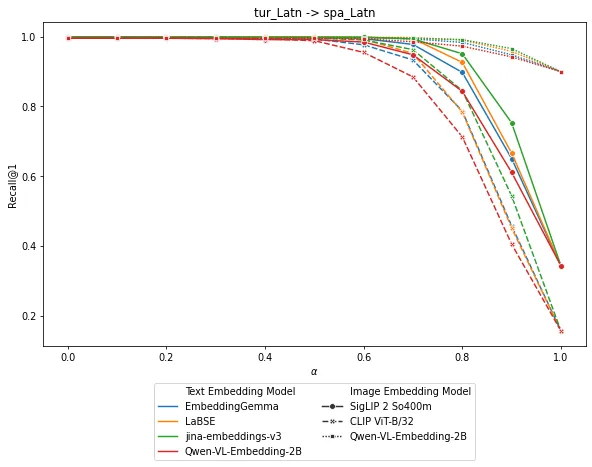 tur_Latn -> spa_Latn
1.0
0.8
0.6
0.4
0.2
Recall@1
0.0 0.2 0.4 0.6 0.8 1.0
α
Text Embedding Model Image Embedding Model
EmbeddingGemma SigLIP 2 So400m
LaBSE CLIP ViT-B/32
jina-embeddings-v3 Qwen-VL-Embedding-2B
Qwen-VL-Embedding-2B